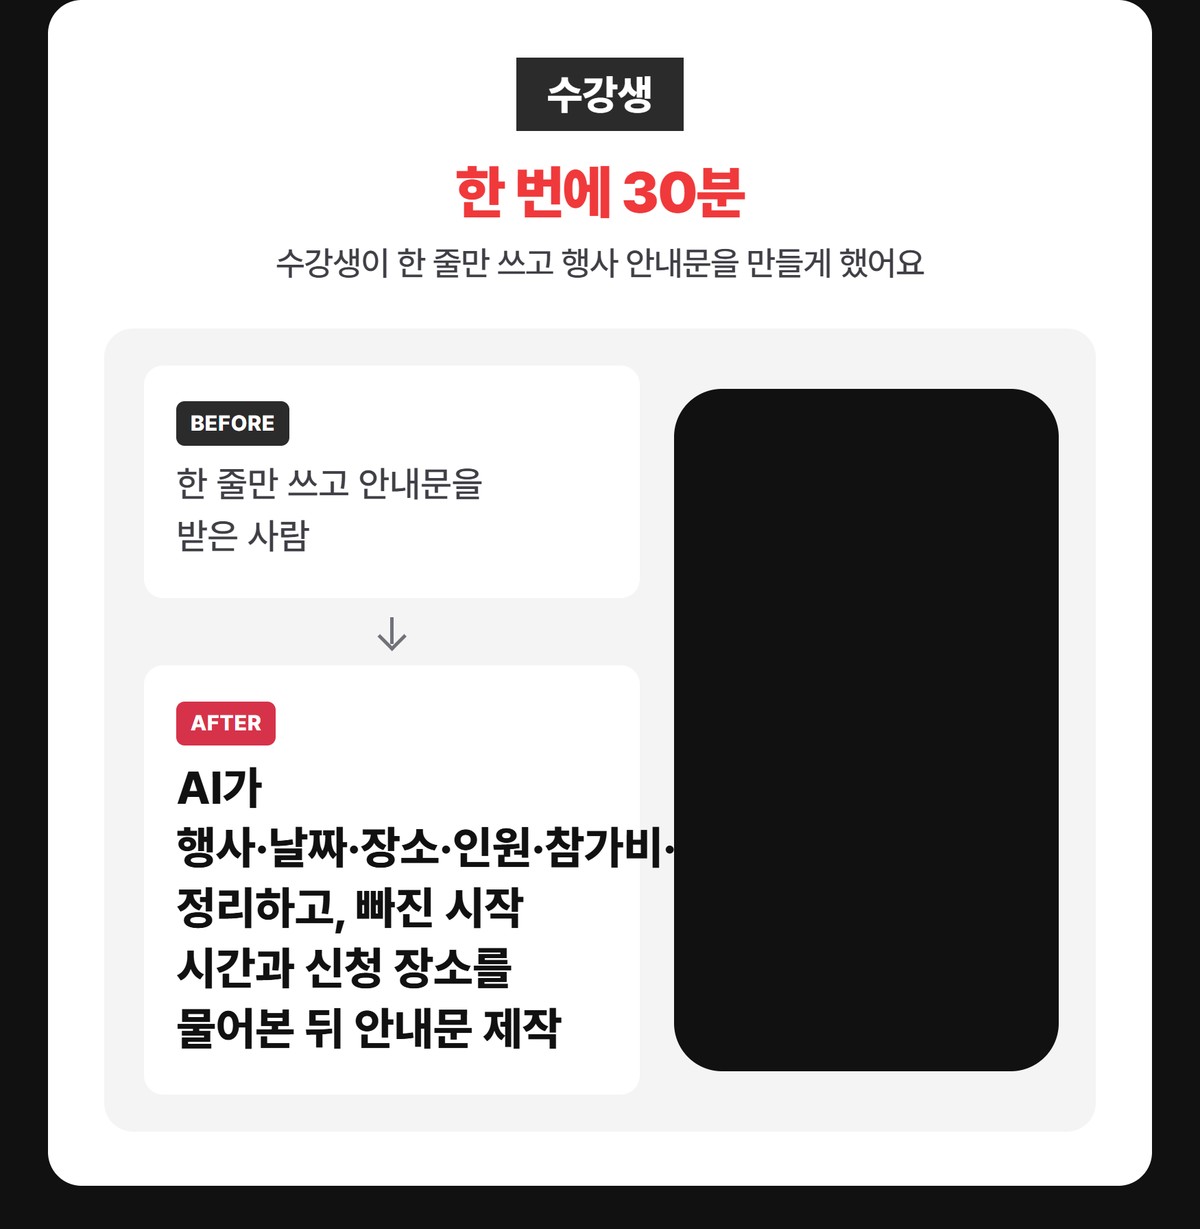 수강생
한 번에 30분
수강생이 한 줄만 쓰고 행사 안내문을 만들게 했어요
BEFORE
한 줄만 쓰고 안내문을
받은 사람
↓
AFTER
AI가
행사·날짜·장소·인원·참가비·
정리하고, 빠진 시작
시간과 신청 장소를
물어본 뒤 안내문 제작